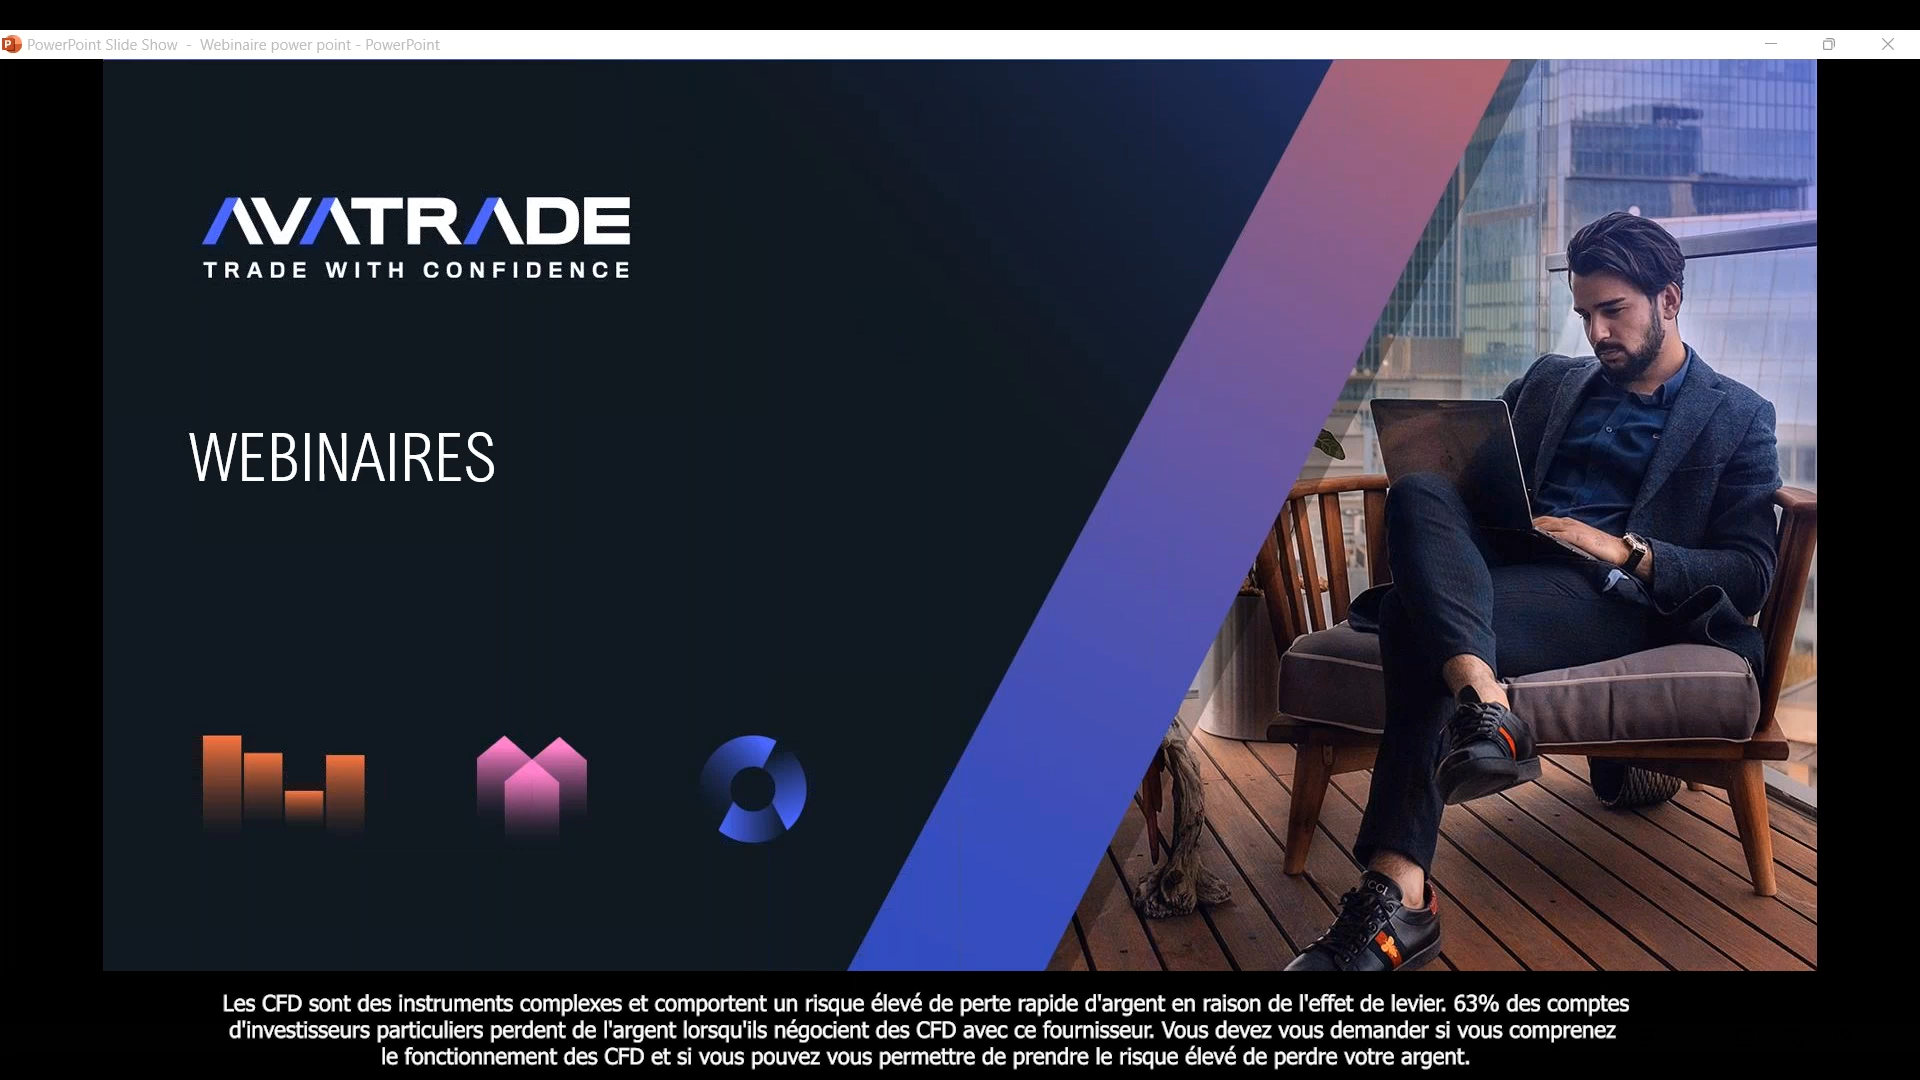 PowerPoint Slide Show - Webinaire power point - PowerPoint
AVATRADE
TRADE WITH CONFIDENCE
WEBINAIRES
Les CFD sont des instruments complexes et comportent un risque élevé de perte rapide d'argent en raison de l'effet de levier. 63% des comptes
d'investisseurs particuliers perdent de l'argent lorsqu'ils négocient des CFD avec ce fournisseur. Vous devez vous demander si vous comprenez
le fonctionnement des CFD et si vous pouvez vous permettre de prendre le risque élevé de perdre votre argent.